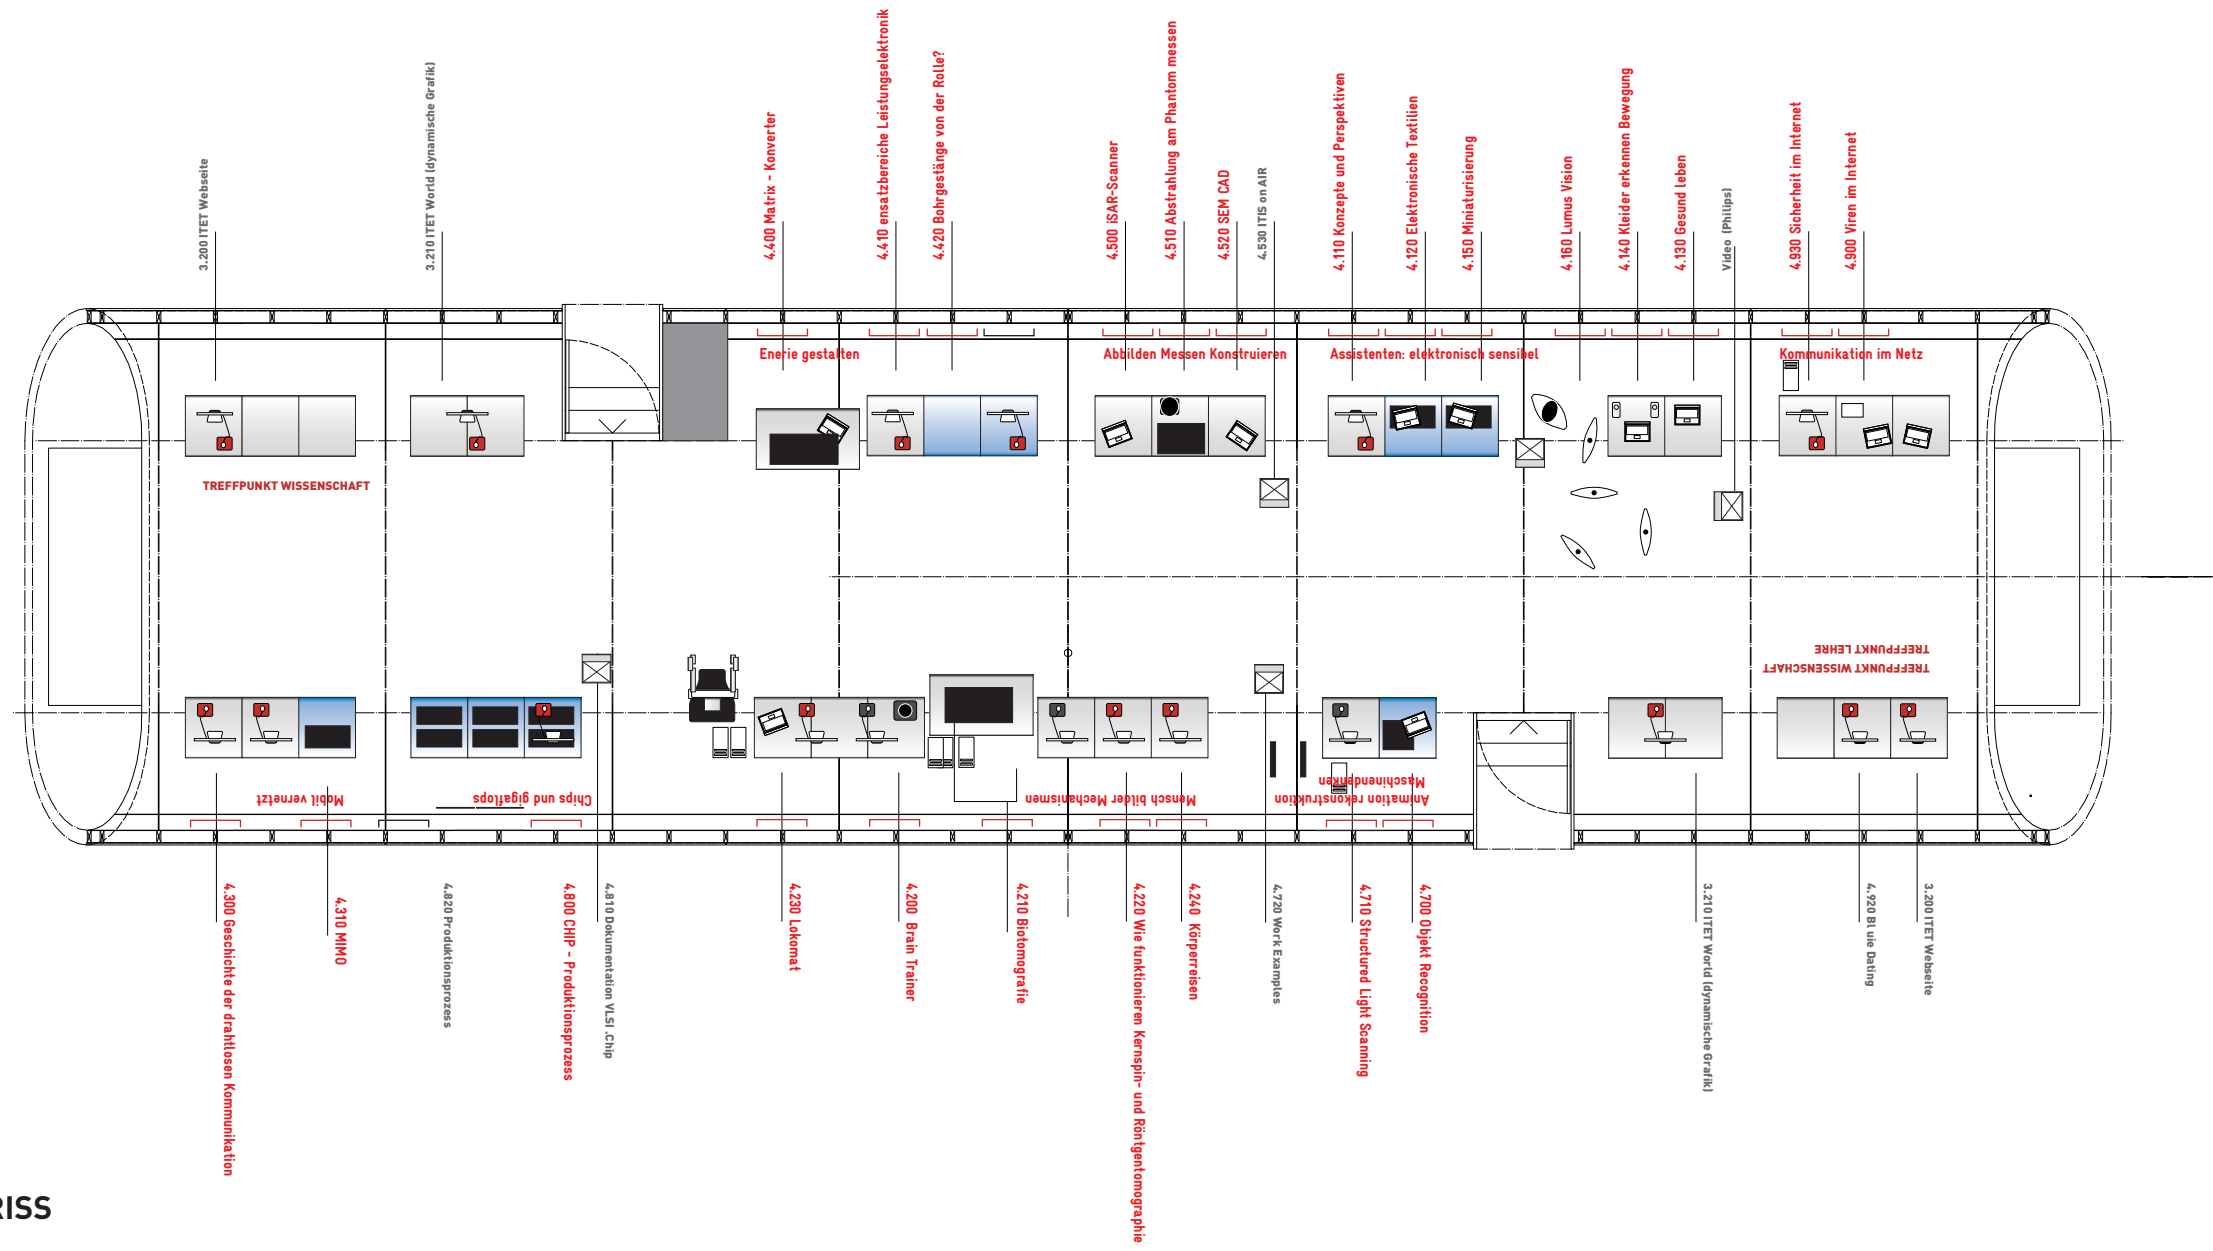 3.200 ITET Webseite
3.210 ITET World (dynamische Grafik)
4.400 Matrix - Konverter
4.410 ensatzbereiche Leistungselektronik
4.420 Bohrgestänge von der Rolle?
4.500 iSAR-Scanner
4.510 Abstrahlung am Phantom messen
4.520 SEM CAD
4.530 ITIS on AIR
4.110 Konzepte und Perspektiven
4.120 Elektronische Textilien
4.150 Miniaturisierung
4.160 Lumus Vision
4.140 Kleider erkennen Bewegung
4.130 Gesund leben
Video (Philips)
4.930 Sicherheit im Internet
4.900 Viren im Internet
Enerie gestalten
Abbilden Messen Konstruieren
Assistenten: elektronisch sensibel
Kommunikation im Netz
TREFFPUNKT WISSENSCHAFT
TREFFPUNKT LEHRE
TREFFPUNKT WISSENSCHAFT
Mobil vernetzt
Chips und gigaflops
Mensch bilder Mechanismen
Maschinendenken
Animation rekonstruktion
4.300 Geschichte der drahtlosen Kommunikation
4.310 MIMO
4.820 Produktionsprozess
4.800 CHIP - Produktionsprozess
4.810 Dokumentation VLSI .Chip
4.230 Lokomat
4.200 Brain Trainer
4.210 Biotomografie
4.220 Wie funktionieren Kernspin- und Röntgentomographie
4.240 Körperreisen
4.720 Work Examples
4.710 Structured Light Scanning
4.700 Objekt Recognition
3.210 ITET World (dynamische Grafik)
4.920 Bl uie Dating
3.200 ITET Webseite
RISS